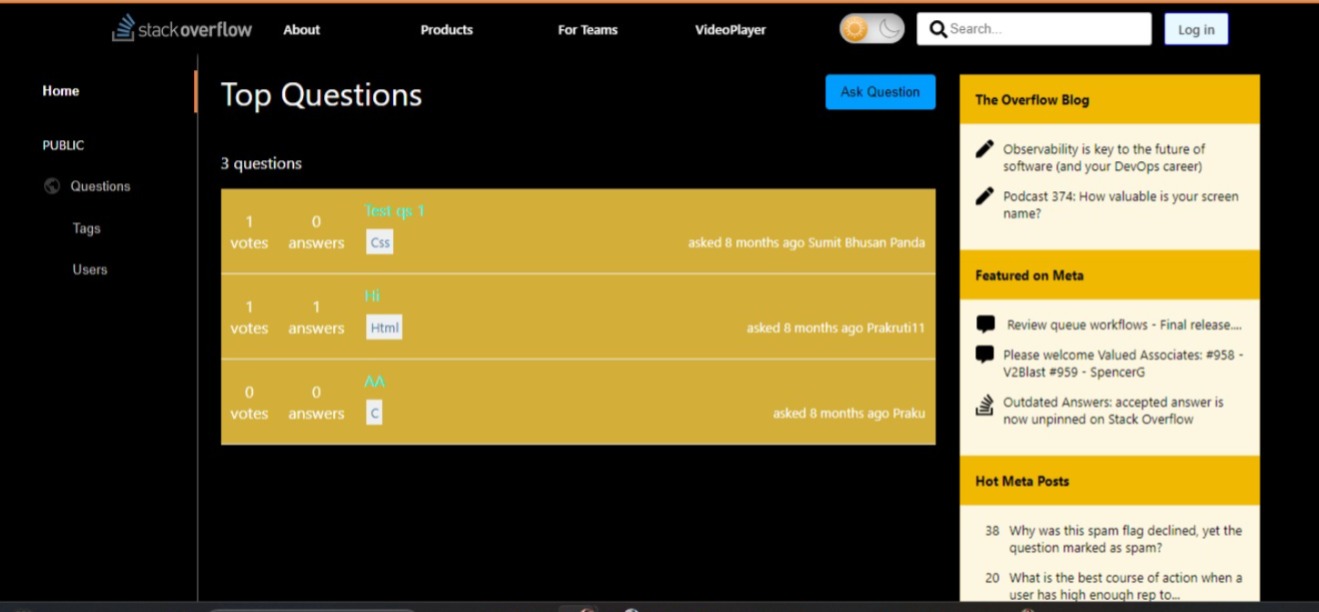 stackoverflow About Products For Teams VideoPlayer Search... Log in
Home
PUBLIC
Questions
Tags
Users
Top Questions
Ask Question
3 questions
1 votes
0 answers
Test qs 1
Css
asked 8 months ago Sumit Bhusan Panda
1 votes
1 answers
Hi
Html
asked 8 months ago Prakruti11
0 votes
0 answers
AA
C
asked 8 months ago Praku
The Overflow Blog
Observability is key to the future of
software (and your DevOps career)
Podcast 374: How valuable is your screen
name?
Featured on Meta
Review queue workflows - Final release....
Please welcome Valued Associates: #958 -
V2Blast #959 - SpencerG
Outdated Answers: accepted answer is
now unpinned on Stack Overflow
Hot Meta Posts
38 Why was this spam flag declined, yet the
question marked as spam?
20 What is the best course of action when a
user has high enough rep to...